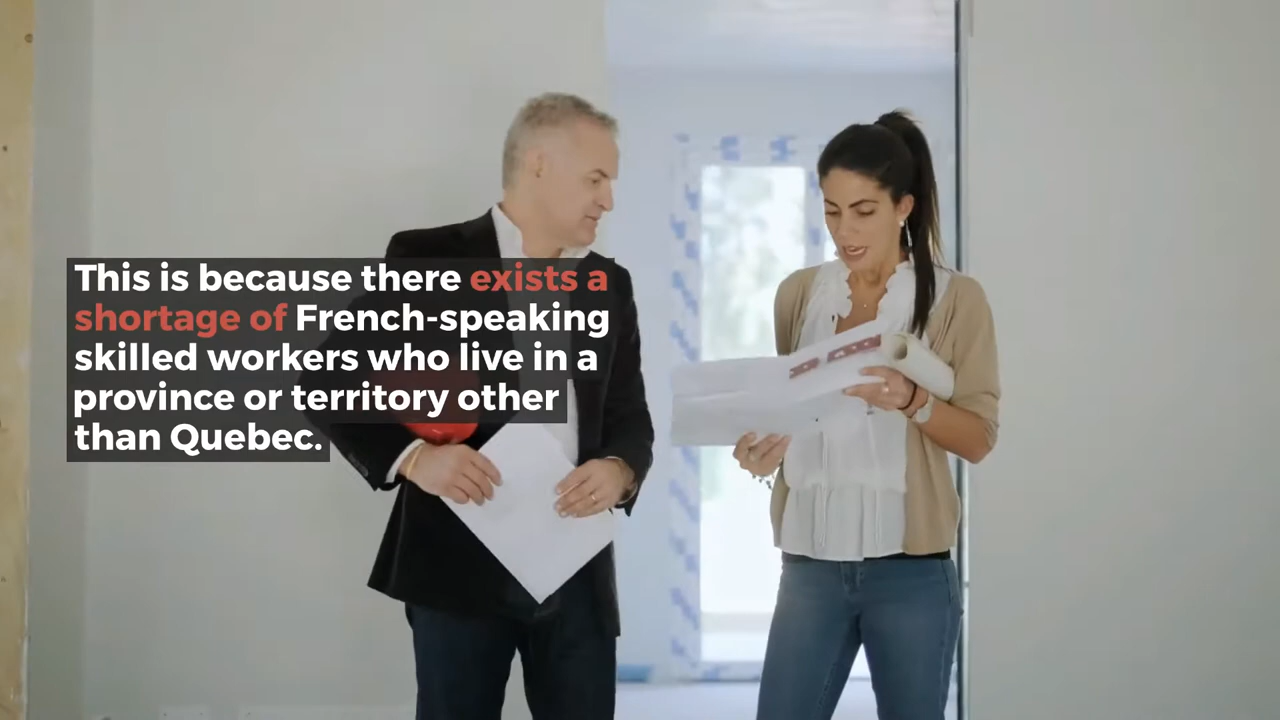 This is because there exists a
shortage of French-speaking
skilled workers who live in a
province or territory other
than Quebec.